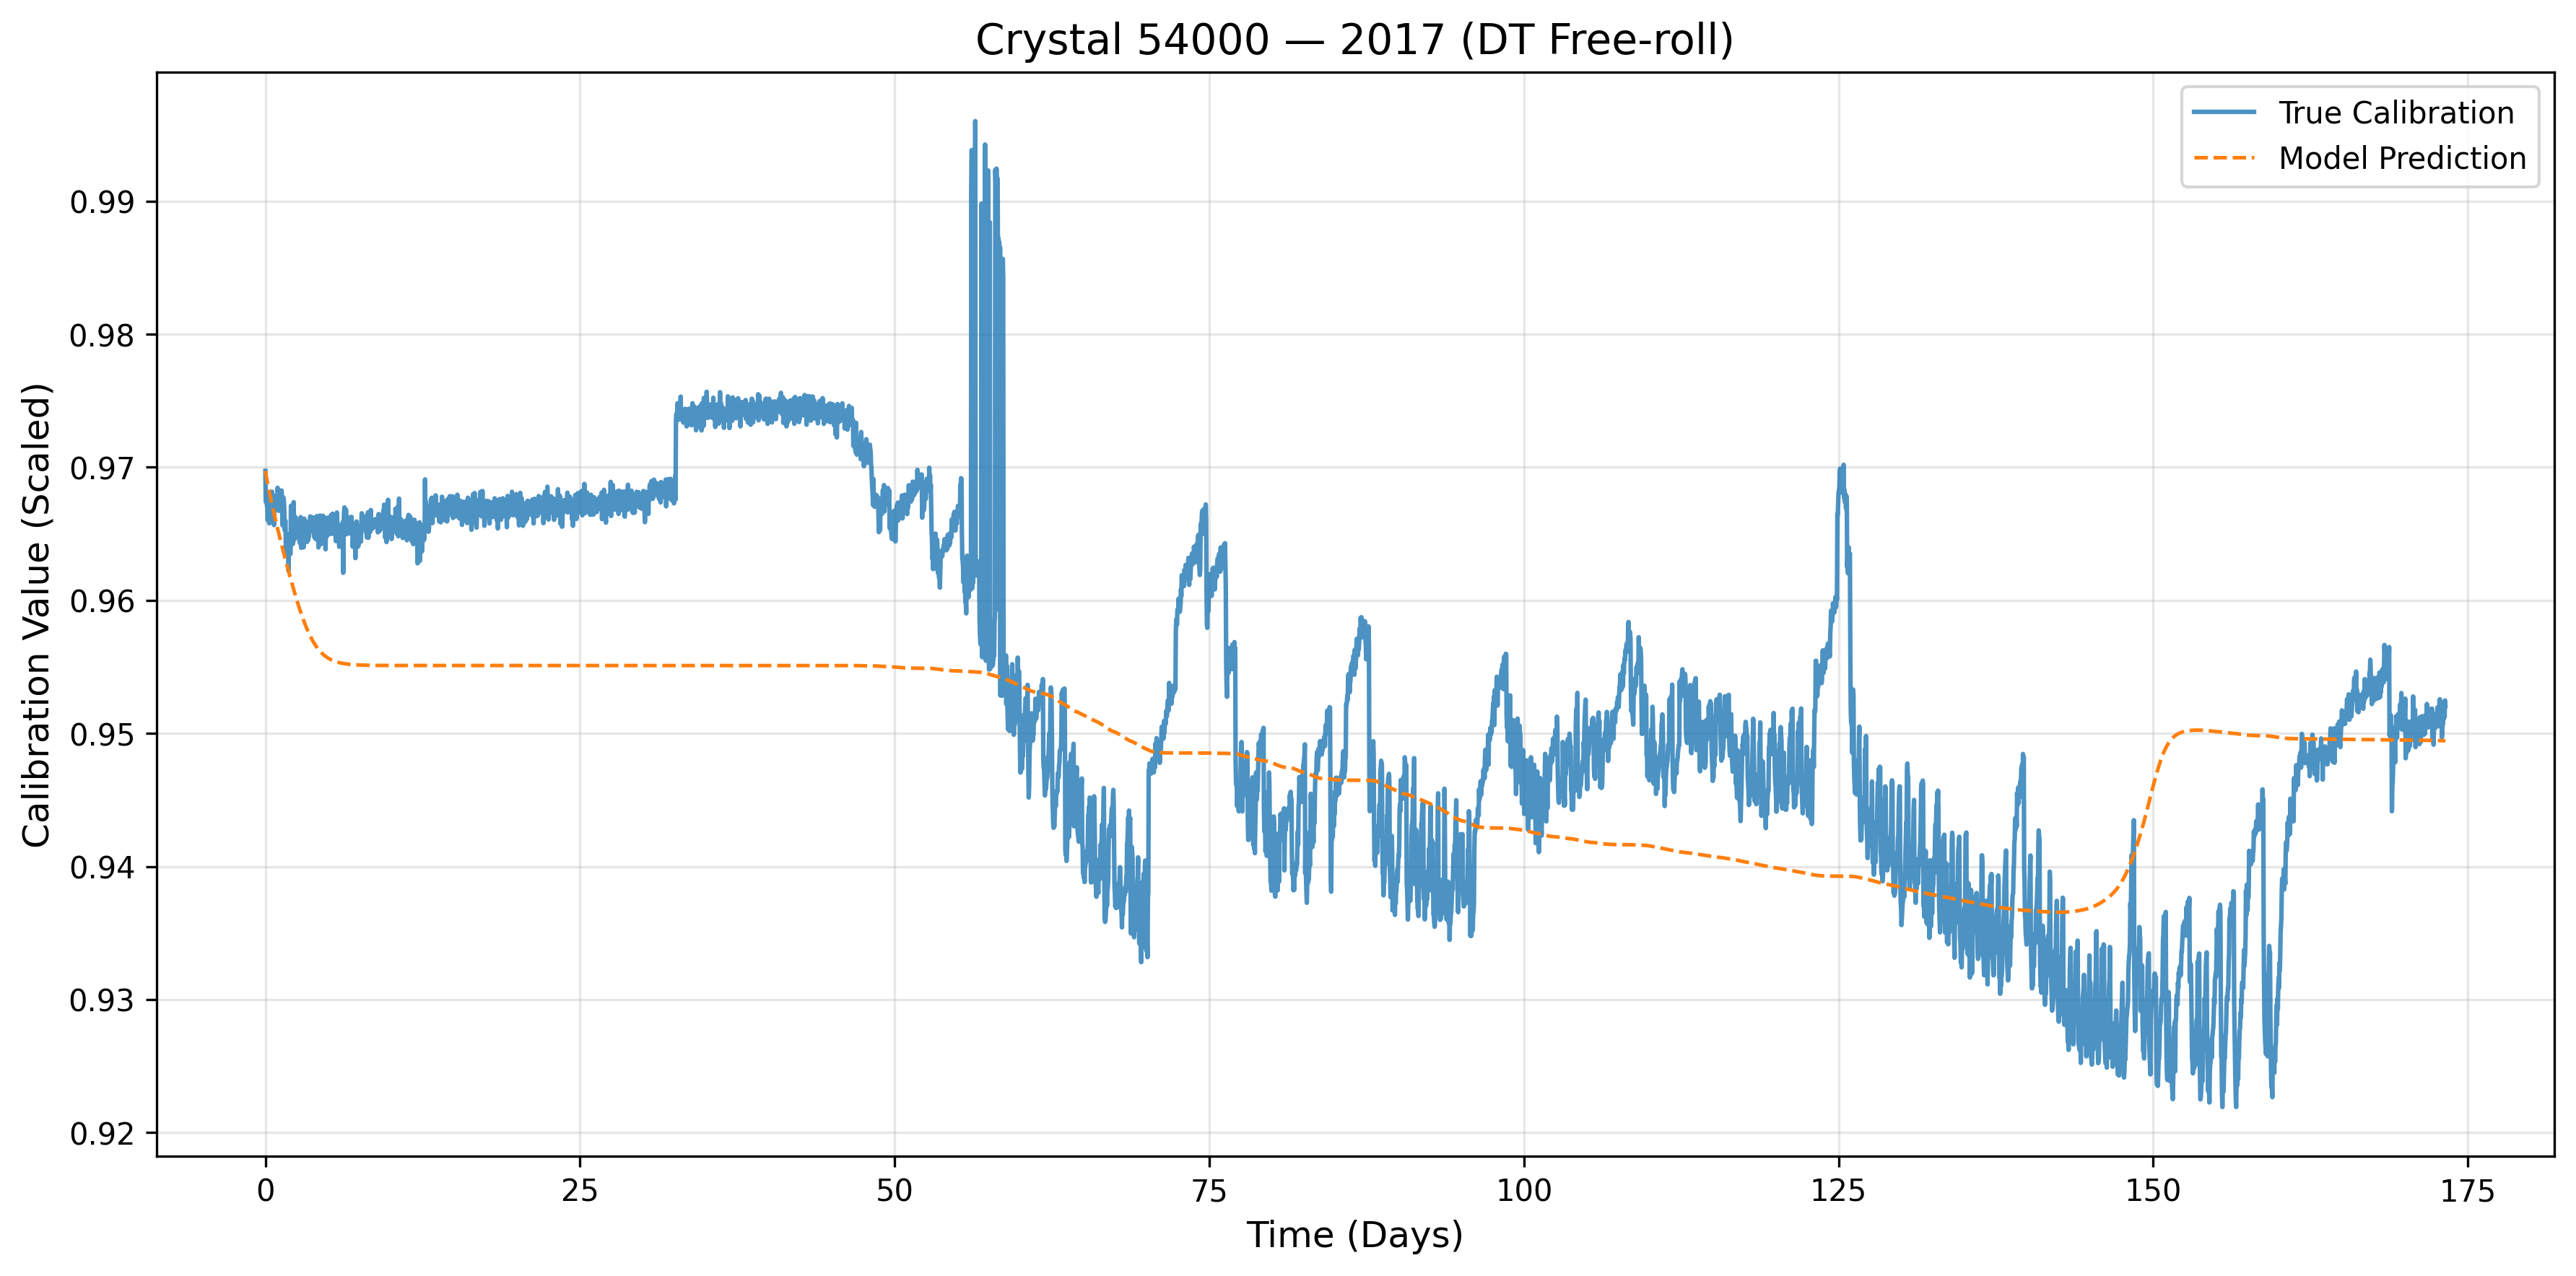 Crystal 54000 — 2017 (DT Free-roll)
True Calibration
Model Prediction
Calibration Value (Scaled)
0.99
0.98
0.97
0.96
0.95
0.94
0.93
0.92
0 25 50 75 100 125 150 175
Time (Days)